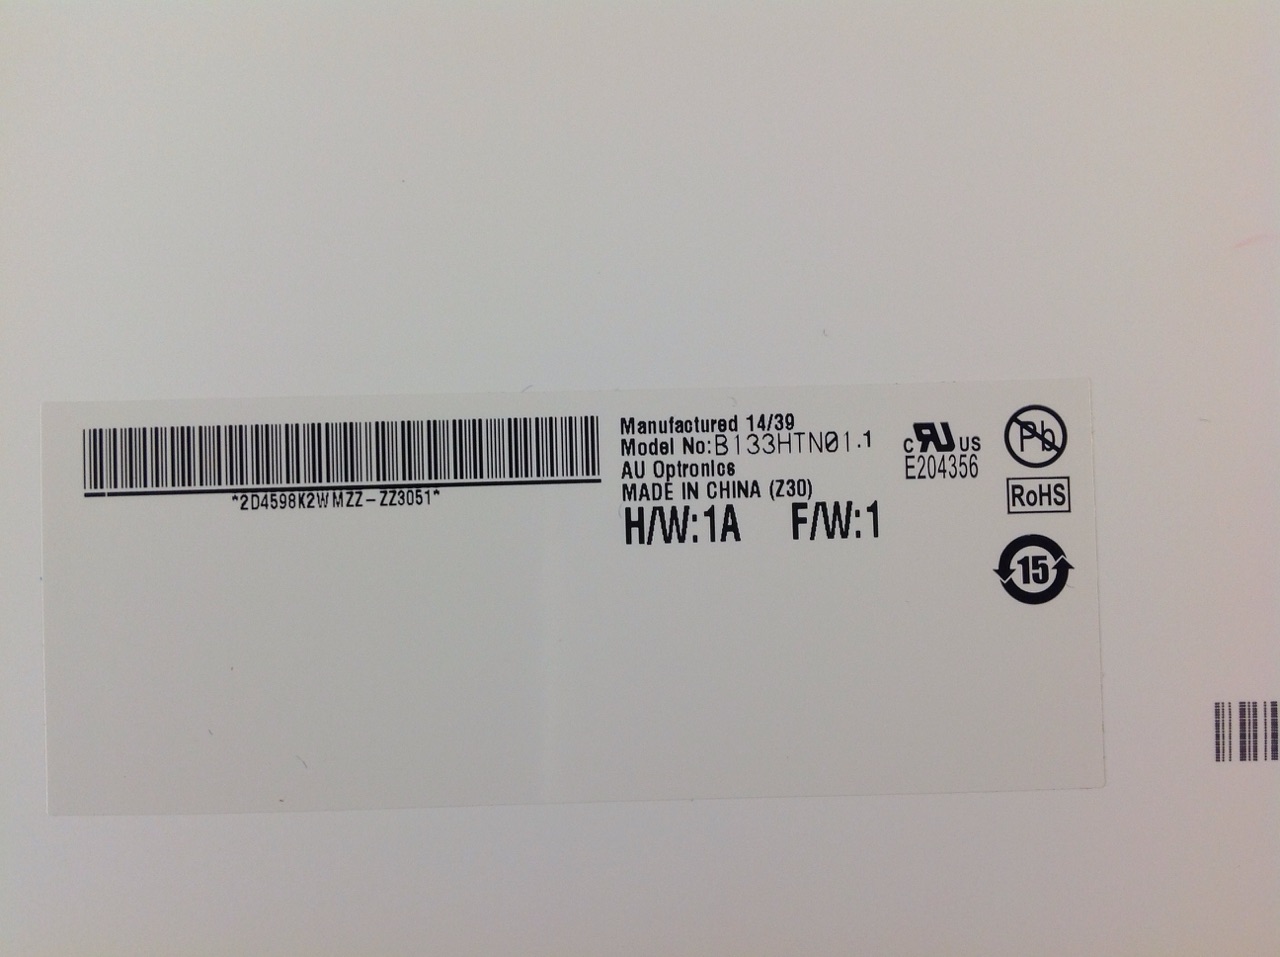 Manufactured 14/39
Model No:B133HTN01.1
AU Optronics
MADE IN CHINA (Z30)
H/W:1A F/W:1
*2D4598K2WMZZ-ZZ3051*
c RU US
E204356
Pb
RoHS
15